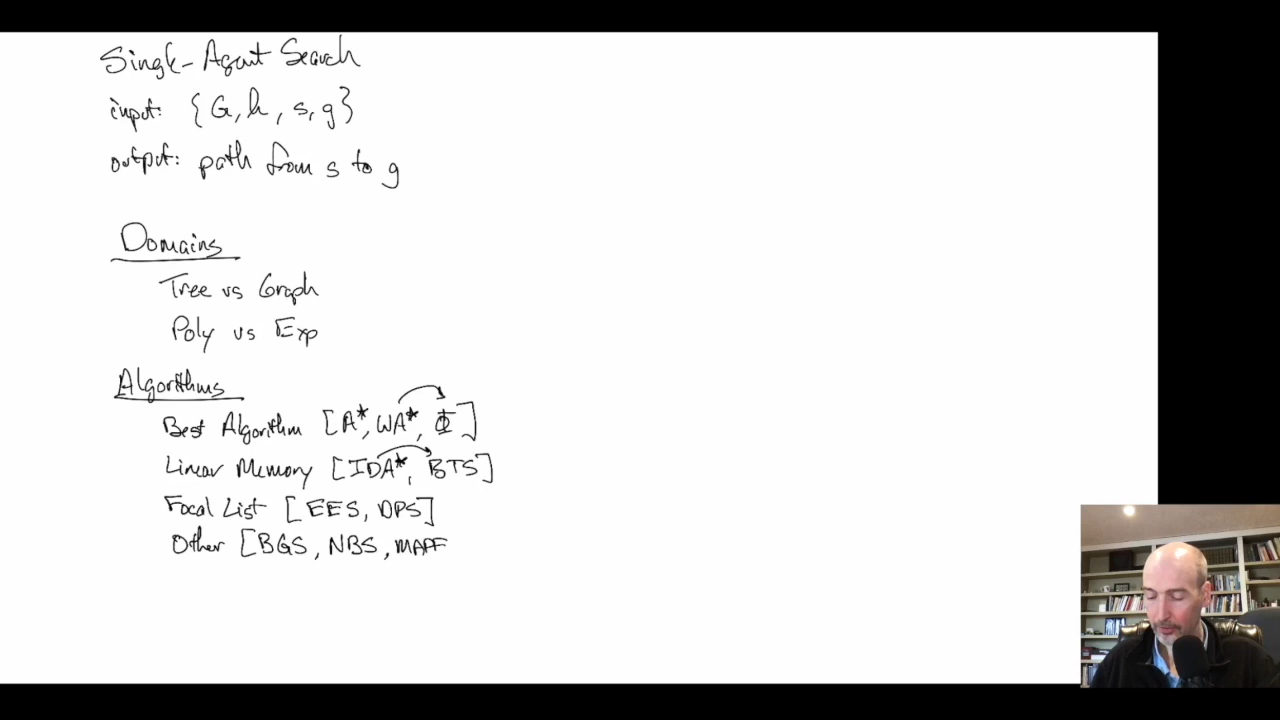 Single-Agent Search
input: {G, h, s, g}
output: path from s to g
Domains
Tree vs Graph
Poly vs Exp
Algorithms
Best Algorithm [A*, WA*, Φ]
Linear Memory [IDA*, BTS]
Focal List [EES, DPS]
Other [BGS, NBS, MAPF